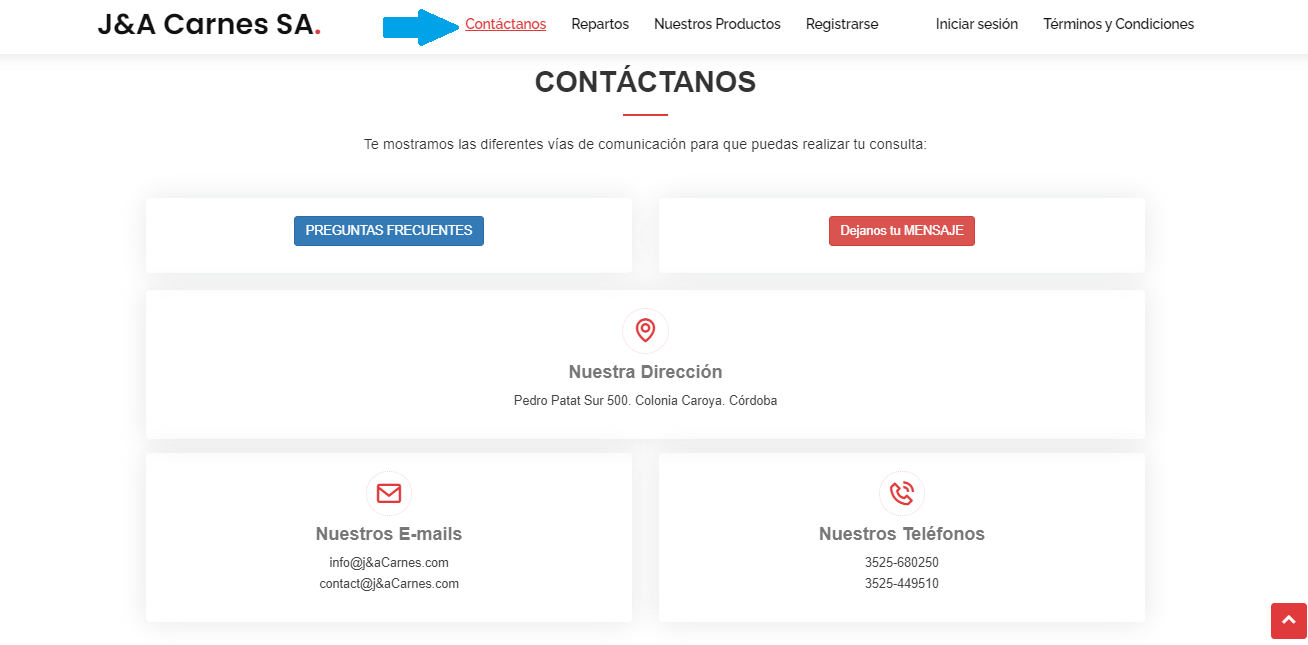 J&A Carnes SA.
Contáctanos
Repartos
Nuestros Productos
Registrarse
Iniciar sesión
Términos y Condiciones
CONTÁCTANOS
Te mostramos las diferentes vías de comunicación para que puedas realizar tu consulta:
PREGUNTAS FRECUENTES
Dejanos tu MENSAJE
Nuestra Dirección
Pedro Patat Sur 500. Colonia Caroya. Córdoba
Nuestros E-mails
info@j&aCarnes.com
contact@j&aCarnes.com
Nuestros Teléfonos
3525-680250
3525-449510